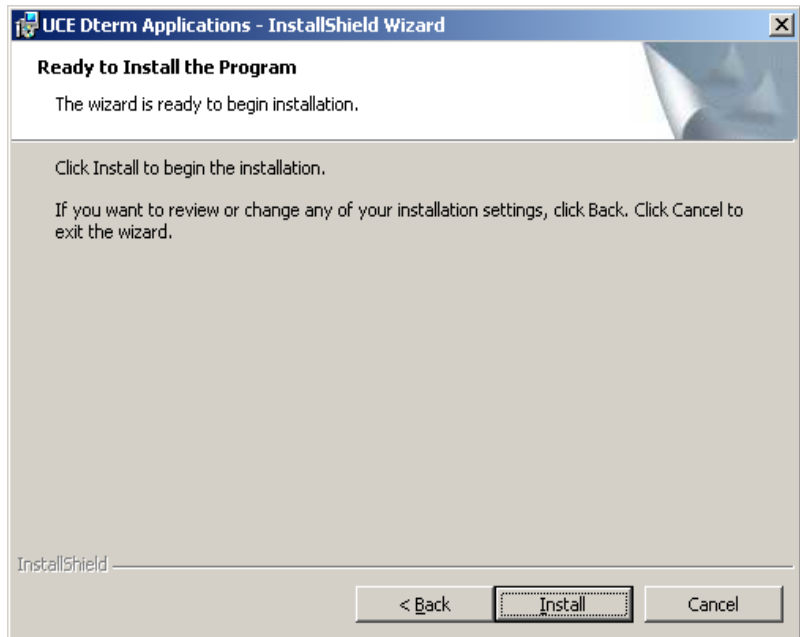 UCE Dterm Applications - InstallShield Wizard
Ready to Install the Program
The wizard is ready to begin installation.
Click Install to begin the installation.
If you want to review or change any of your installation settings, click Back. Click Cancel to
exit the wizard.
InstallShield
< Back
Install
Cancel